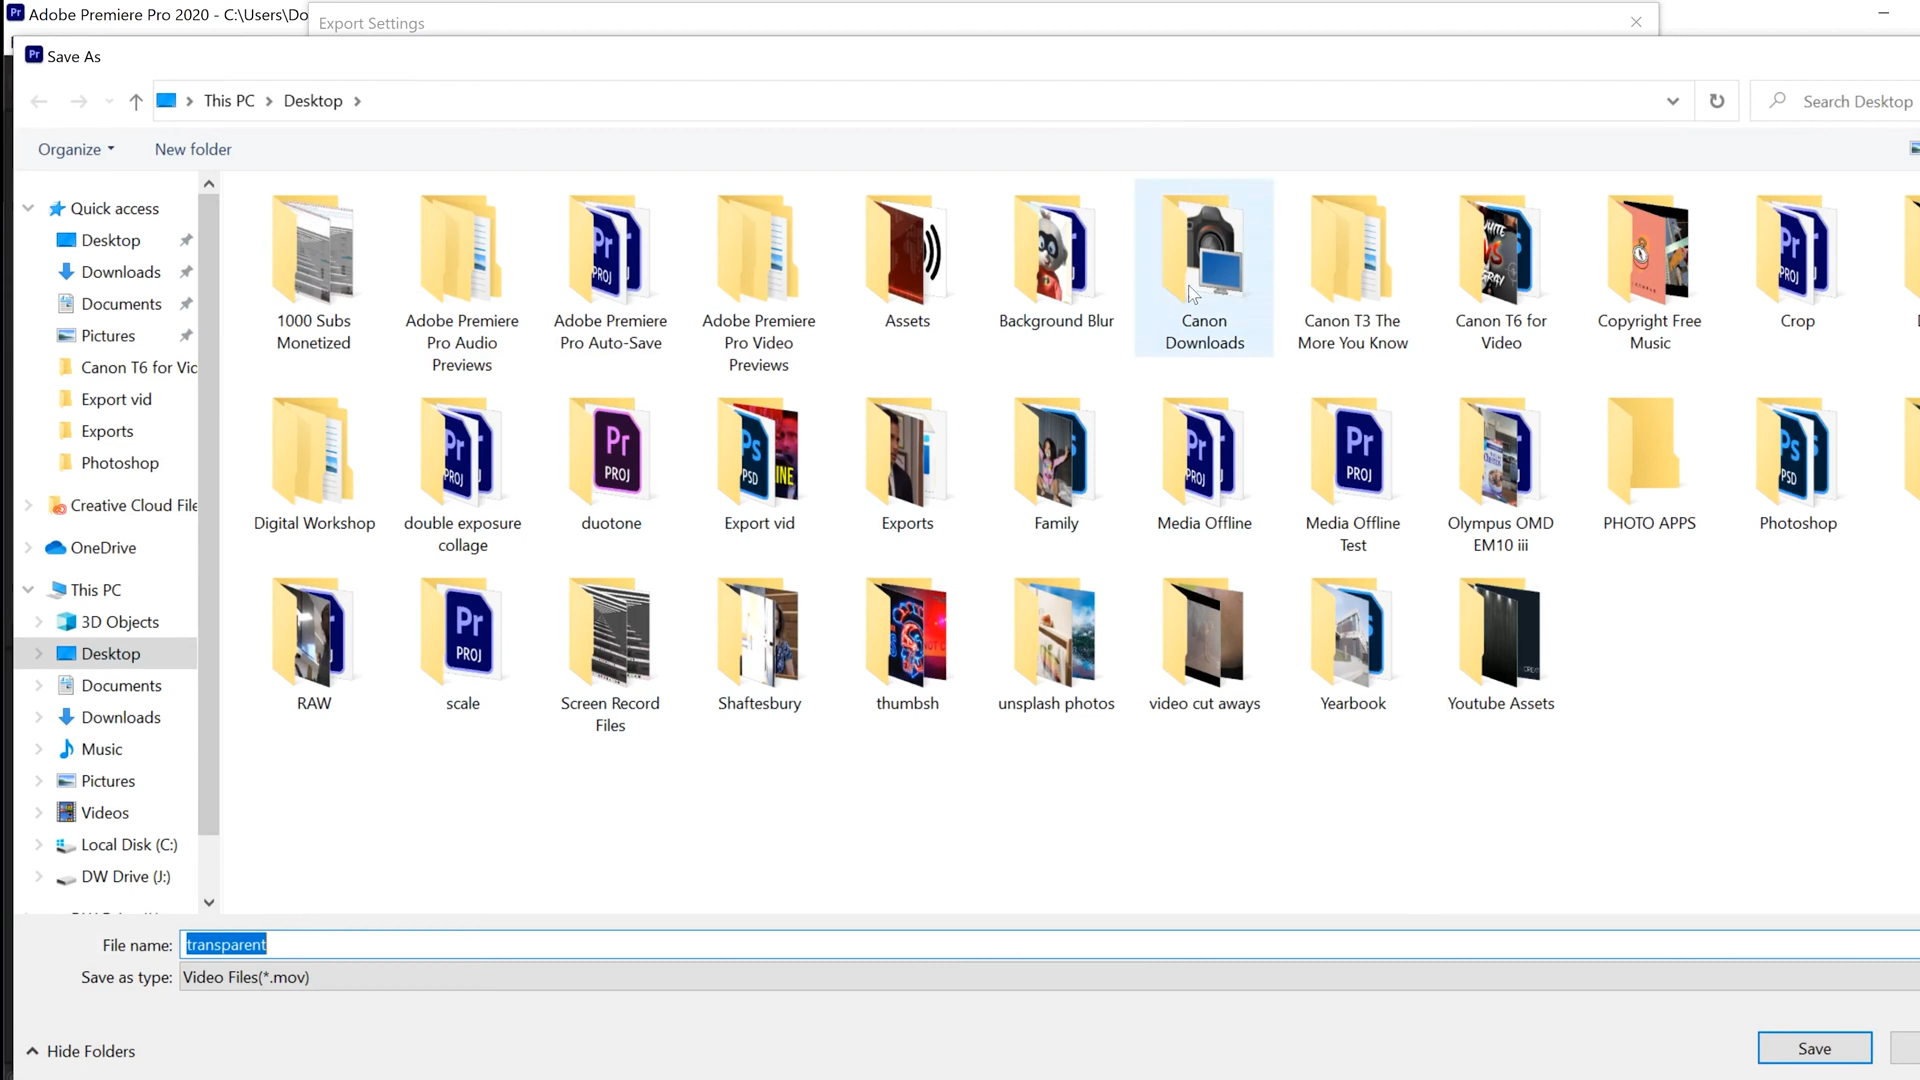 Adobe Premiere Pro 2020 - C:\Users\Do
Export Settings
Save As
This PC
Desktop
Search Desktop
Organize
New folder
Quick access
Desktop
Downloads
Documents
Pictures
Canon T6 for Vic
Export vid
Exports
Photoshop
Creative Cloud File
OneDrive
This PC
3D Objects
Desktop
Documents
Downloads
Music
Pictures
Videos
Local Disk (C:)
DW Drive (J:)
1000 Subs
Monetized
Adobe Premiere
Pro Audio
Previews
Adobe Premiere
Pro Auto-Save
Adobe Premiere
Pro Video
Previews
Assets
Background Blur
Canon
Downloads
Canon T3 The
More You Know
Canon T6 for
Video
Copyright Free
Music
Crop
Digital Workshop
double exposure
collage
duotone
Export vid
Exports
Family
Media Offline
Media Offline
Test
Olympus OMD
EM10 iii
PHOTO APPS
Photoshop
RAW
scale
Screen Record
Files
Shaftesbury
thumbsh
unsplash photos
video cut aways
Yearbook
Youtube Assets
File name:
transparent
Save as type:
Video Files(*.mov)
Hide Folders
Save